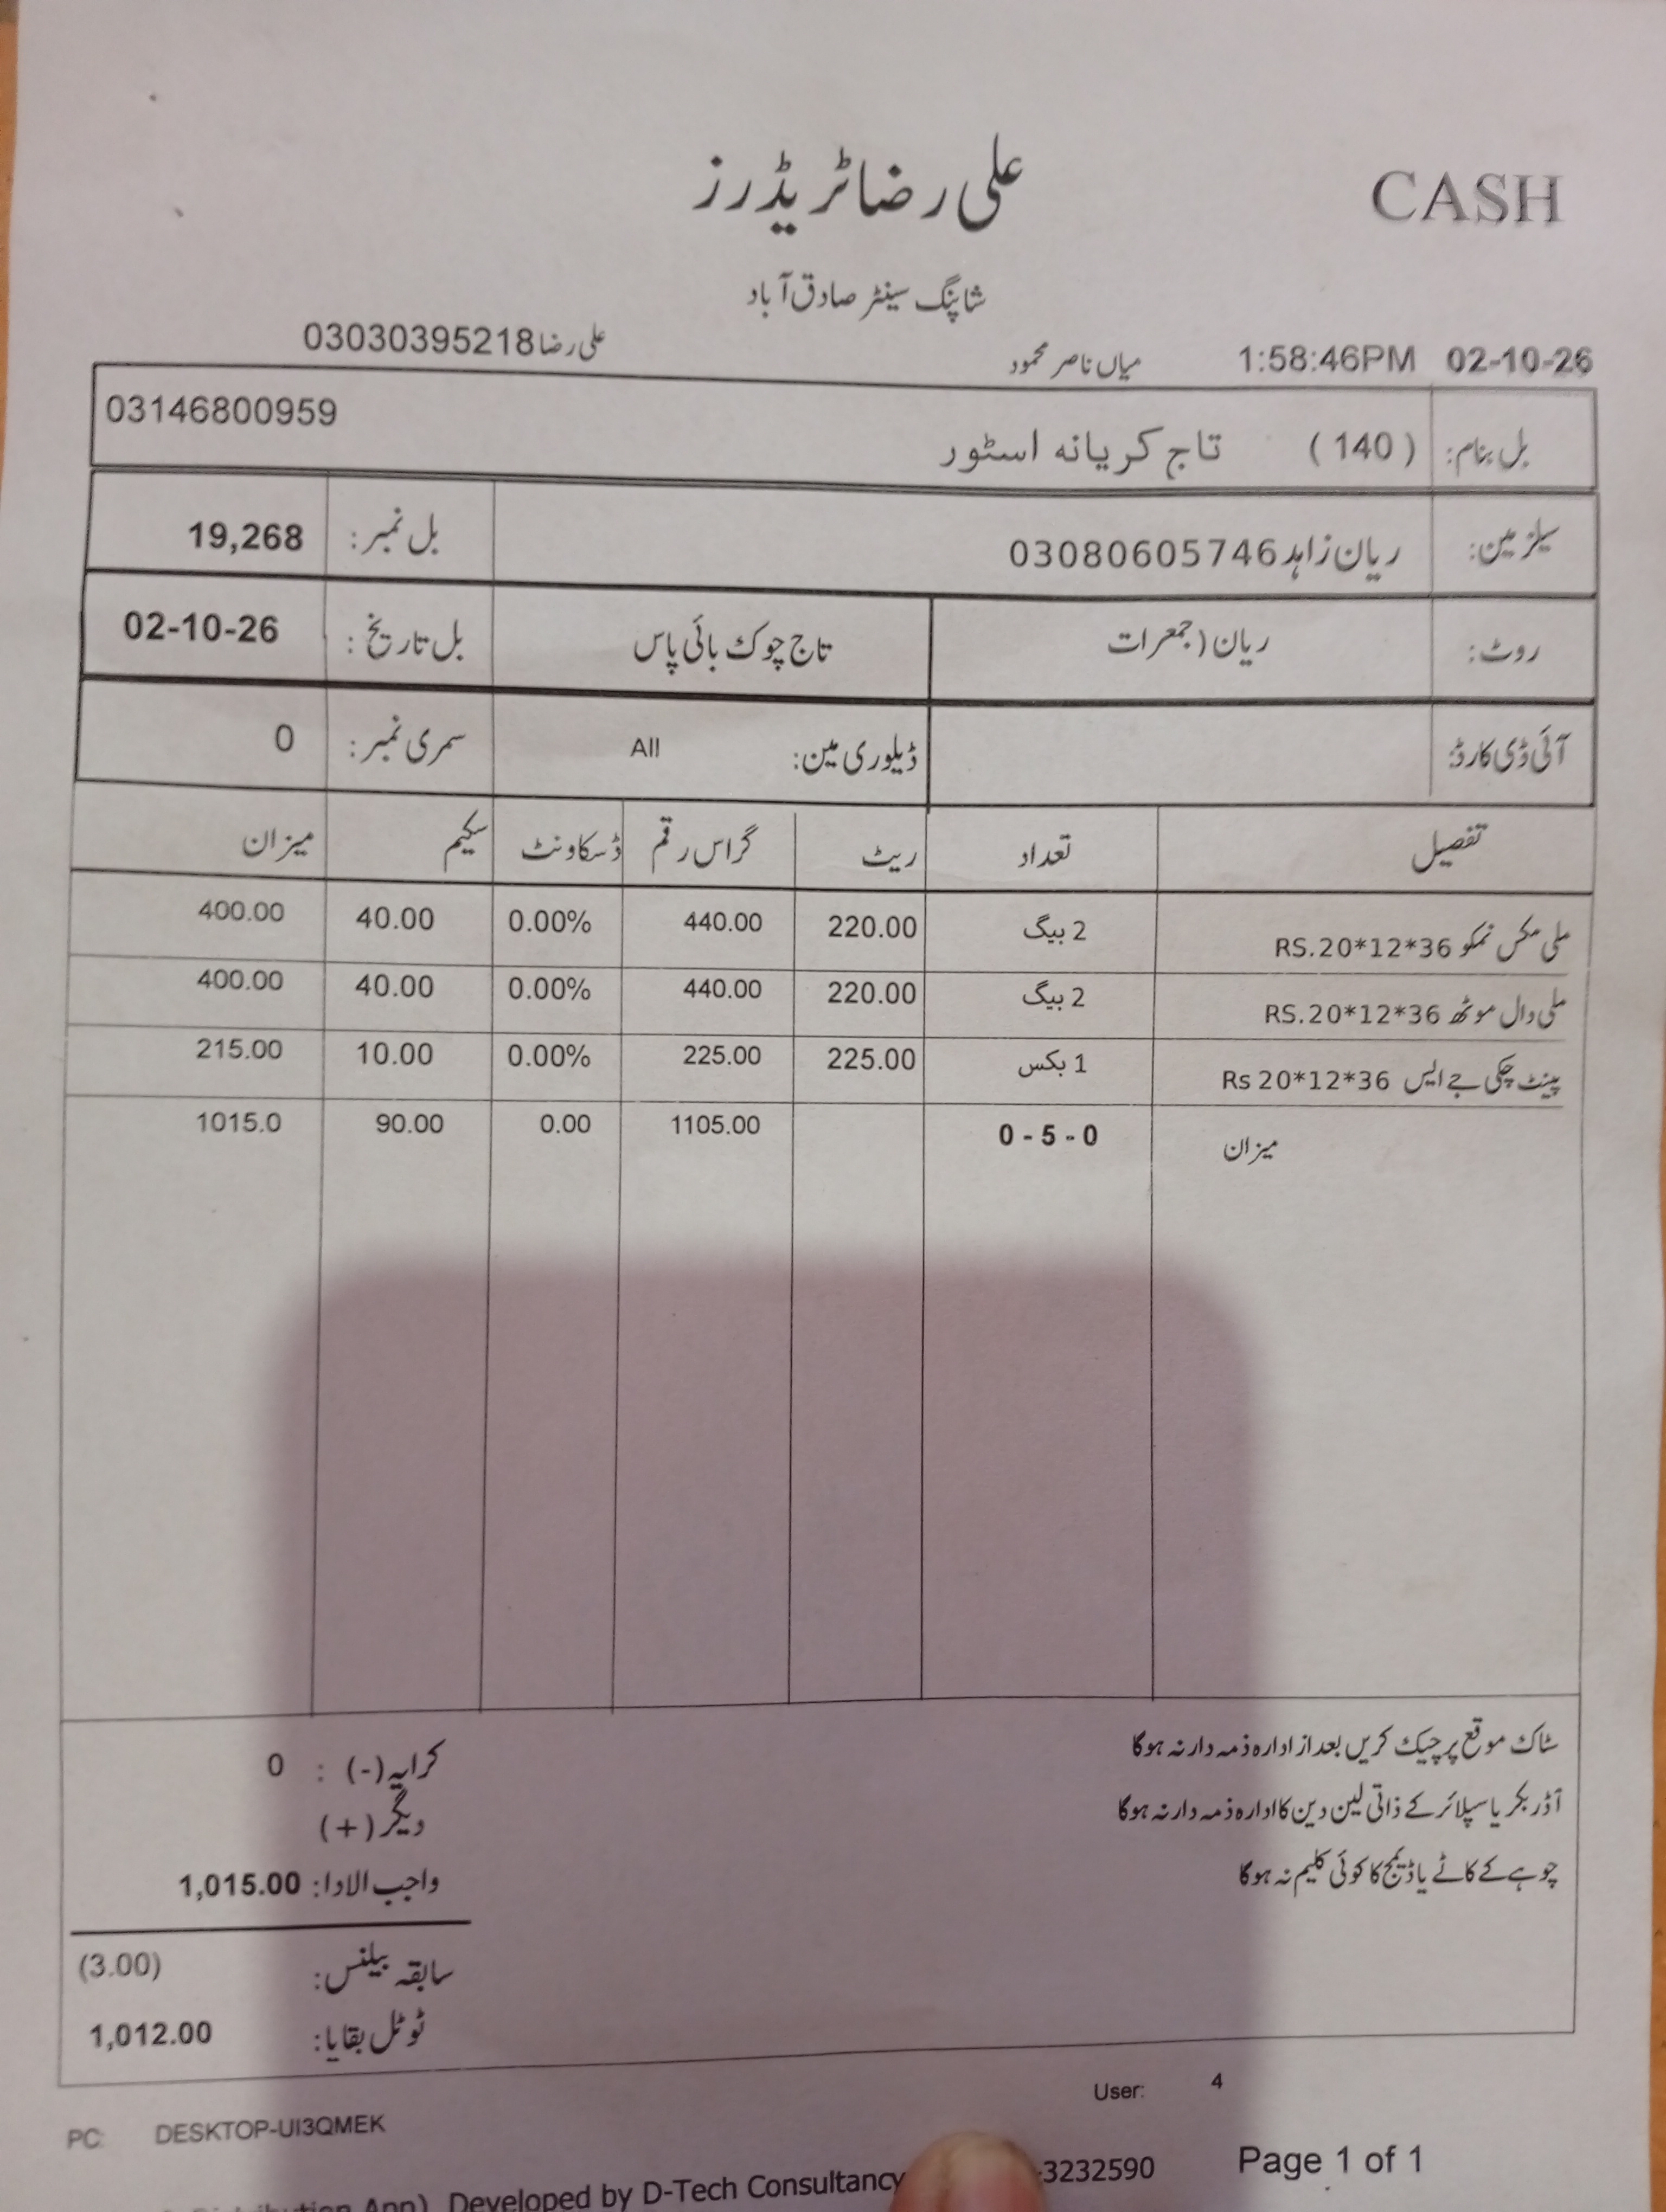 CASH
علی رضا ٹریڈرز
شاپنگ سینٹر صادق آباد
02-10-26 1:58:46PM میاں ناصر محمود علی رضا 03030395218
بل بنام: (140) تاج کریانہ اسٹور 03146800959
سیلز مین: ریان زاہد 03080605746 بل نمبر: 19,268
روٹ: ریان (جمعرات تاج چوک بائی پاس بل تاریخ: 02-10-26
آئی ڈی کارڈ: ڈیلوری مین: All سمری نمبر: 0
تفصیل تعداد ریٹ گراس رقم ڈسکاونٹ سکیم میزان
ملی مکس نمکو RS.20*12*36 2 بیگ 220.00 440.00 0.00% 40.00 400.00
ملی دال موٹھ RS.20*12*36 2 بیگ 220.00 440.00 0.00% 40.00 400.00
پینٹ چکی جے ایس Rs 20*12*36 1 بکس 225.00 225.00 0.00% 10.00 215.00
میزان 0 - 5 - 0 1105.00 0.00 90.00 1015.0
سٹاک موقع پر چیک کریں بعد از ادارہ ذمہ دار نہ ہوگا
آڈر بکر یا سپلائر کے ذاتی لین دین کا ادارہ ذمہ دار نہ ہوگا
چوہے کے کاٹے یا ڈیمج کا کوئی کلیم نہ ہوگا
کرایہ (-) : 0
دیگر (+)
واجب الادا: 1,015.00
سابقہ بیلنس: (3.00)
ٹوٹل بقایا: 1,012.00
User: 4
PC: DESKTOP-UI3QMEK
App) Developed by D-Tech Consultancy -3232590 Page 1 of 1